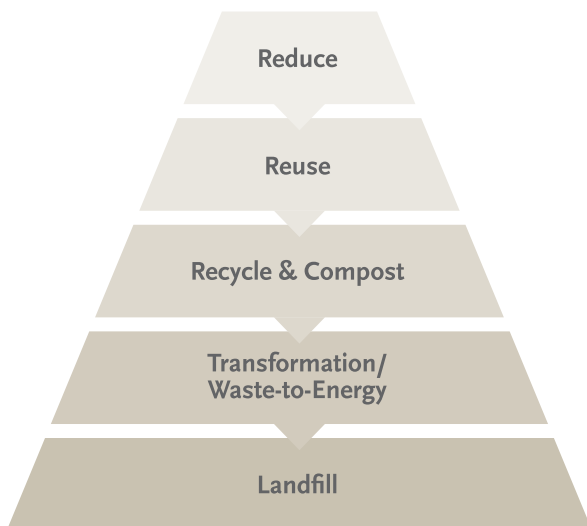 Reduce
Reuse
Recycle & Compost
Transformation/
Waste-to-Energy
Landfill